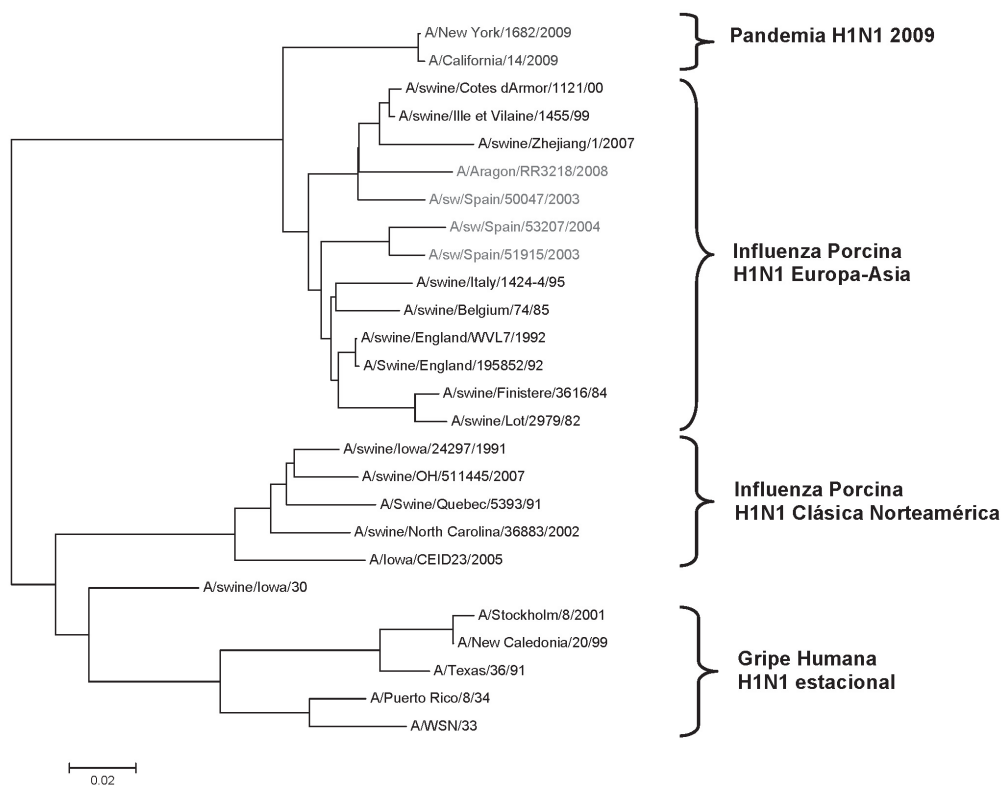 A/New York/1682/2009
A/California/14/2009
Pandemia H1N1 2009
A/swine/Cotes dArmor/1121/00
A/swine/Ille et Vilaine/1455/99
A/swine/Zhejiang/1/2007
A/Aragon/RR3218/2008
A/sw/Spain/50047/2003
A/sw/Spain/53207/2004
A/sw/Spain/51915/2003
A/swine/Italy/1424-4/95
A/swine/Belgium/74/85
A/swine/England/WVL7/1992
A/Swine/England/195852/92
A/swine/Finistere/3616/84
A/swine/Lot/2979/82
Influenza Porcina
H1N1 Europa-Asia
A/swine/Iowa/24297/1991
A/swine/OH/511445/2007
A/Swine/Quebec/5393/91
A/swine/North Carolina/36883/2002
A/Iowa/CEID23/2005
Influenza Porcina
H1N1 Clásica Norteamérica
A/swine/Iowa/30
A/Stockholm/8/2001
A/New Caledonia/20/99
A/Texas/36/91
A/Puerto Rico/8/34
A/WSN/33
Gripe Humana
H1N1 estacional
0.02